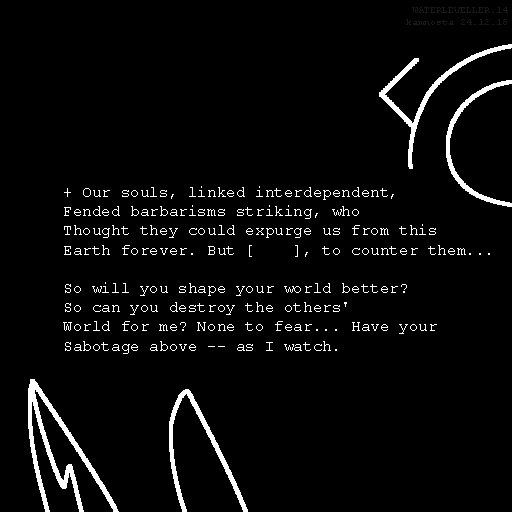 WATERLEVELLER.14
kamnosta 24.12.18
+ Our souls, linked interdependent,
Fended barbarisms striking, who
Thought they could expurge us from this
Earth forever. But [    ], to counter them...

So will you shape your world better?
So can you destroy the others'
World for me? None to fear... Have your
Sabotage above -- as I watch.